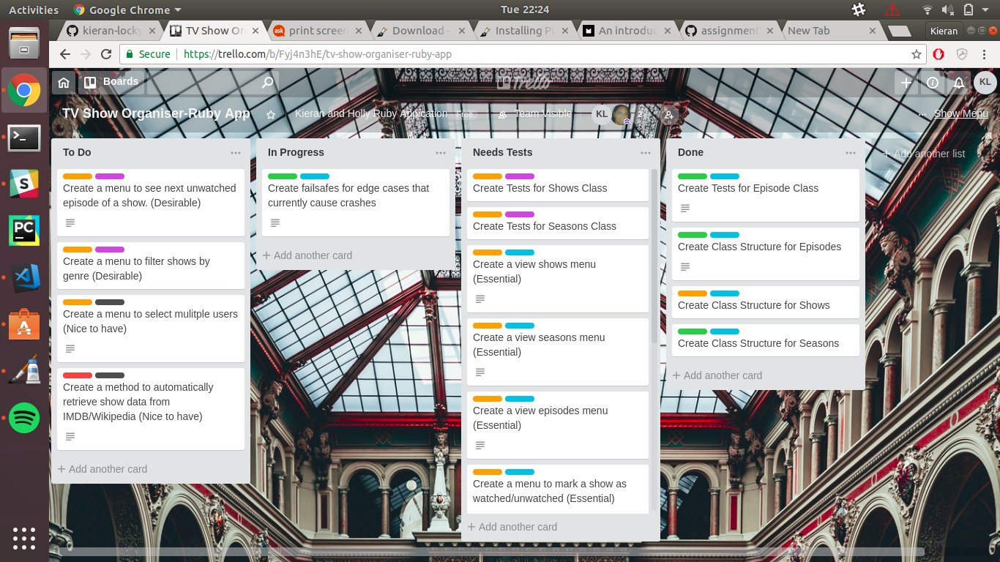 Activities Google Chrome Tue 22:24
kieran-locky TV Show Or print screen Download - Installing Pi An introduc assignment New Tab Kieran
Secure https://trello.com/b/Fyj4n3hE/tv-show-organiser-ruby-app
Boards Trello KL
TV Show Organiser-Ruby App Kieran and Holly Ruby Appication Free Team Visible KL 2 ... Show Menu
To Do
Create a menu to see next unwatched
episode of a show. (Desirable)
Create a menu to filter shows by
genre (Desirable)
Create a menu to select mulitple users
(Nice to have)
Create a method to automatically
retrieve show data from
IMDB/Wikipedia (Nice to have)
+ Add another card
In Progress
Create failsafes for edge cases that
currently cause crashes
+ Add another card
Needs Tests
Create Tests for Shows Class
Create Tests for Seasons Class
Create a view shows menu
(Essential)
Create a view seasons menu
(Essential)
Create a view episodes menu
(Essential)
Create a menu to mark a show as
watched/unwatched (Essential)
+ Add another card
Done
Create Tests for Episode Class
Create Class Structure for Episodes
Create Class Structure for Shows
Create Class Structure for Seasons
+ Add another card
+ Add another list
ask
S
PC
A